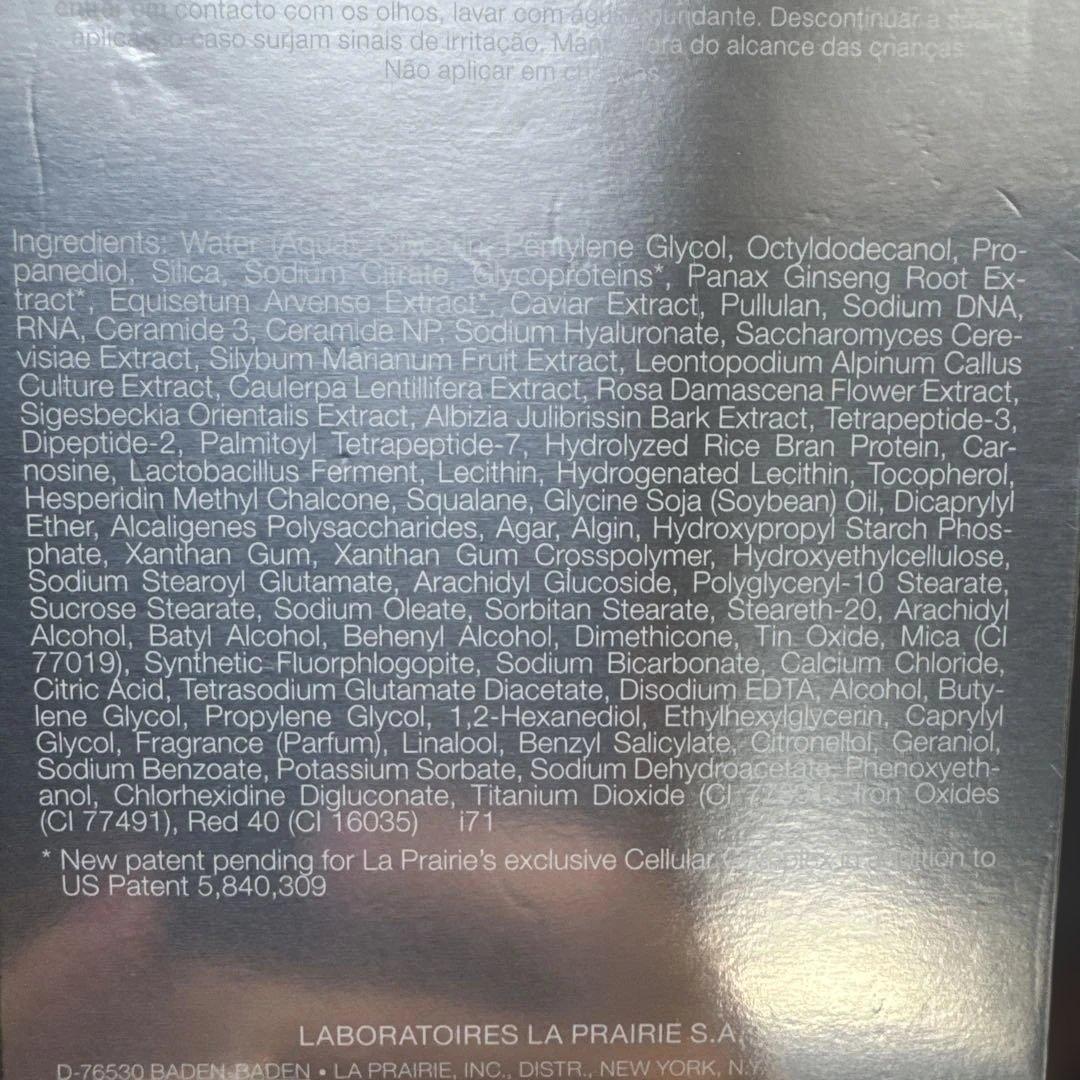 entrar em contacto com os olhos, lavar com água abundante. Descontinuar a
aplicação caso surjam sinais de irritação. fora do alcance das crianças
Não aplicar em
Ingredients: Water (Aqua), Pentylene Glycol, Octyldodecanol, Pro-
panediol, Silica, Sodium Citrate, Glycoproteins*, Panax Ginseng Root Ex-
tract*, Equisetum Arvense Extract*, Caviar Extract, Pullulan, Sodium DNA,
RNA, Ceramide 3, Ceramide NP, Sodium Hyaluronate, Saccharomyces Cere-
visiae Extract, Silybum Marianum Fruit Extract, Leontopodium Alpinum Callus
Culture Extract, Caulerpa Lentillifera Extract, Rosa Damascena Flower Extract,
Sigesbeckia Orientalis Extract, Albizia Julibrissin Bark Extract, Tetrapeptide-3,
Dipeptide-2, Palmitoyl Tetrapeptide-7, Hydrolyzed Rice Bran Protein, Car-
nosine, Lactobacillus Ferment, Lecithin, Hydrogenated Lecithin, Tocopherol,
Hesperidin Methyl Chalcone, Squalane, Glycine Soja (Soybean) Oil, Dicaprylyl
Ether, Alcaligenes Polysaccharides, Agar, Algin, Hydroxypropyl Starch Phos-
phate, Xanthan Gum, Xanthan Gum Crosspolymer, Hydroxyethylcellulose,
Sodium Stearoyl Glutamate, Arachidyl Glucoside, Polyglyceryl-10 Stearate,
Sucrose Stearate, Sodium Oleate, Sorbitan Stearate, Steareth-20, Arachidyl
Alcohol, Batyl Alcohol, Behenyl Alcohol, Dimethicone, Tin Oxide, Mica (CI
77019), Synthetic Fluorphlogopite, Sodium Bicarbonate, Calcium Chloride,
Citric Acid, Tetrasodium Glutamate Diacetate, Disodium EDTA, Alcohol, Buty-
lene Glycol, Propylene Glycol, 1,2-Hexanediol, Ethylhexylglycerin, Caprylyl
Glycol, Fragrance (Parfum), Linalool, Benzyl Salicylate, Citronellol, Geraniol,
Sodium Benzoate, Potassium Sorbate, Sodium Dehydroacetate, Phenoxyeth-
anol, Chlorhexidine Digluconate, Titanium Dioxide (CI Iron Oxides
(CI 77491), Red 40 (CI 16035) i71
* New patent pending for La Prairie's exclusive Cellular Complex in addition to
US Patent 5,840,309
LABORATOIRES LA PRAIRIE S.A.
D-76530 BADEN-BADEN • LA PRAIRIE, INC., DISTR., NEW YORK, N.Y.